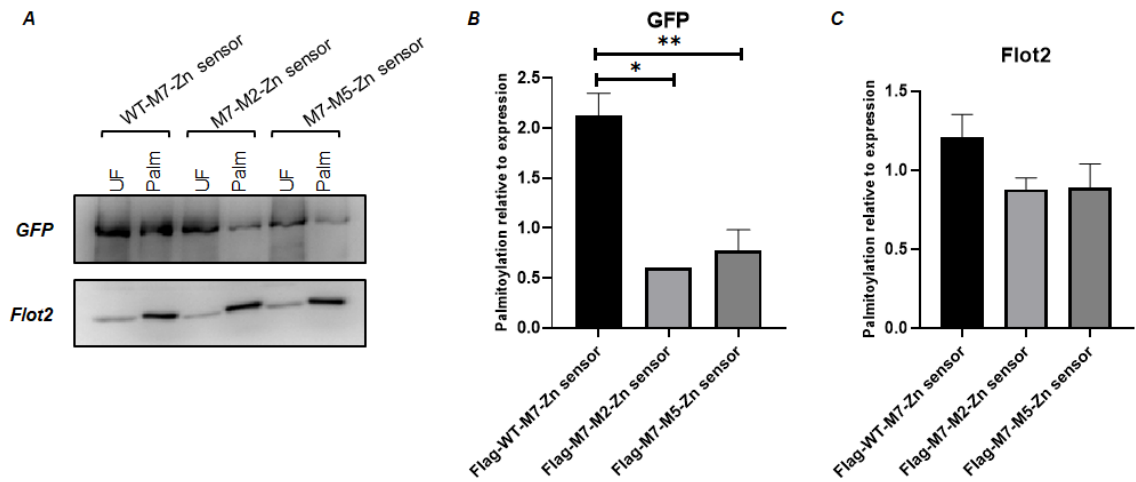 A
WT-M7-Zn sensor
M7-M2-Zn sensor
M7-M5-Zn sensor
UF
Palm
UF
Palm
UF
Palm
GFP
Flot2
B
GFP
**
*
Palmitoylation relative to expression
2.5
2.0
1.5
1.0
0.5
0.0
Flag-WT-M7-Zn sensor
Flag-M7-M2-Zn sensor
Flag-M7-M5-Zn sensor
C
Flot2
Palmitoylation relative to expression
1.5
1.0
0.5
0.0
Flag-WT-M7-Zn sensor
Flag-M7-M2-Zn sensor
Flag-M7-M5-Zn sensor